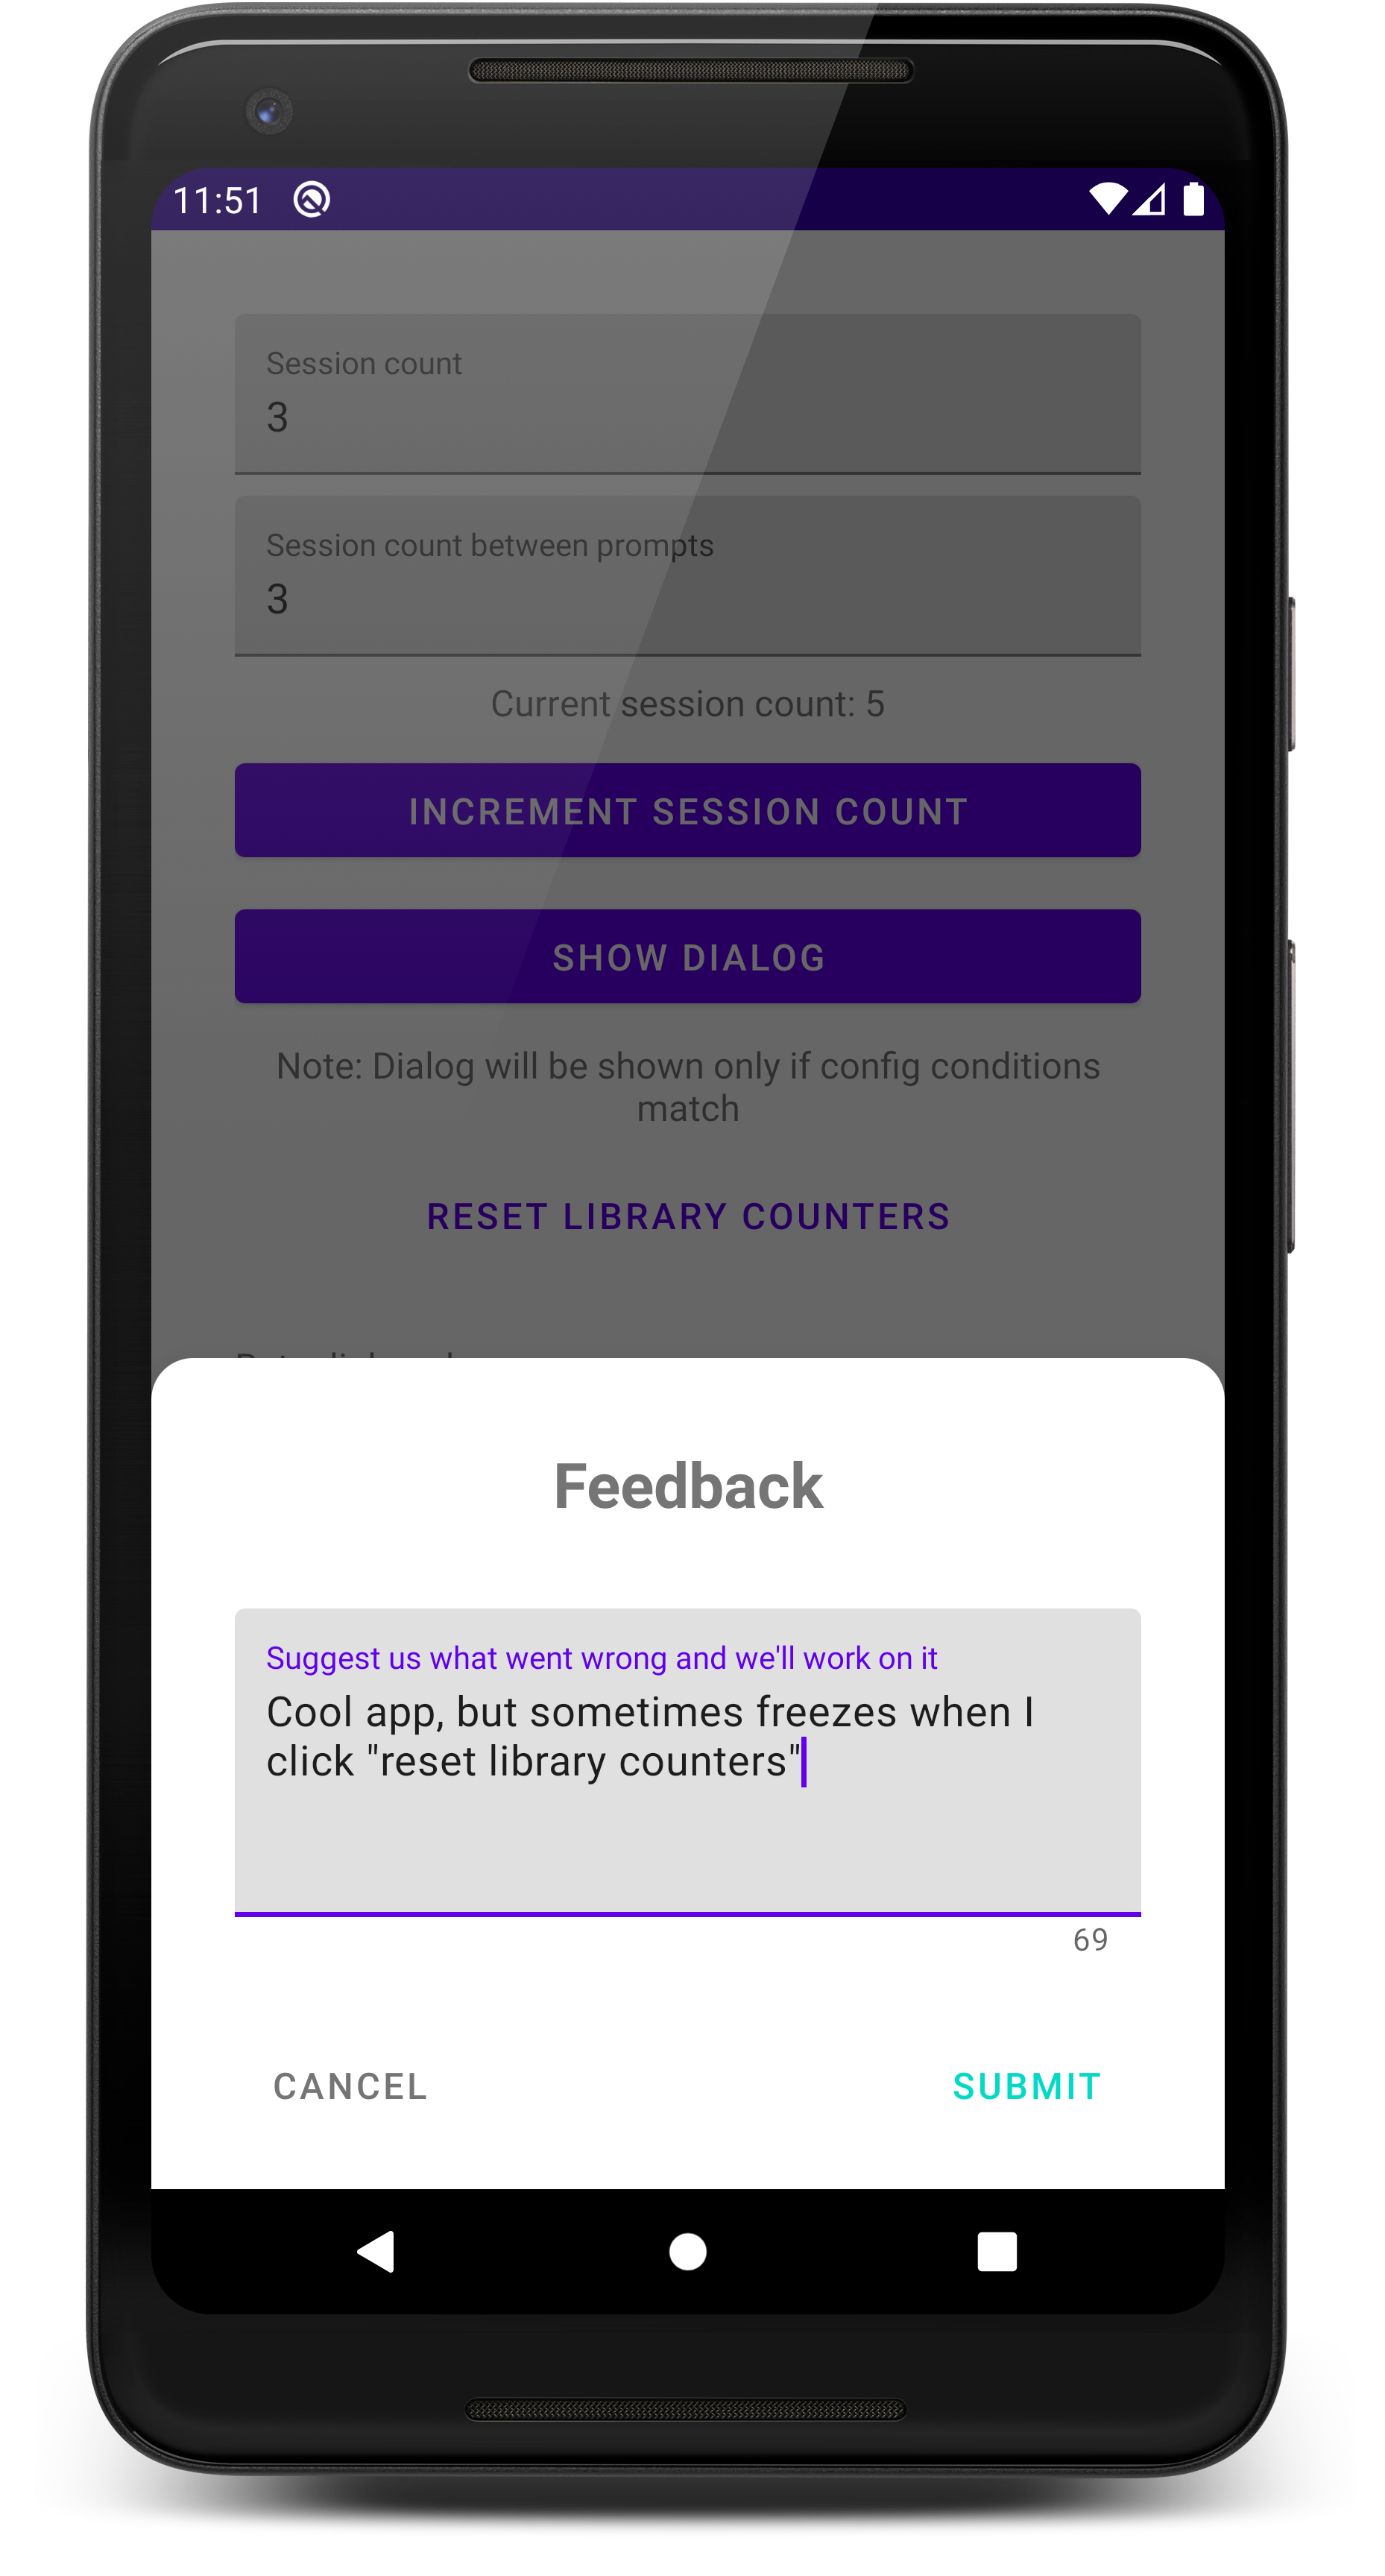 11:51
Session count
3
Session count between prompts
3
Current session count: 5
INCREMENT SESSION COUNT
SHOW DIALOG
Note: Dialog will be shown only if config conditions
match
RESET LIBRARY COUNTERS
Feedback
Suggest us what went wrong and we'll work on it
Cool app, but sometimes freezes when I
click "reset library counters"
69
CANCEL
SUBMIT